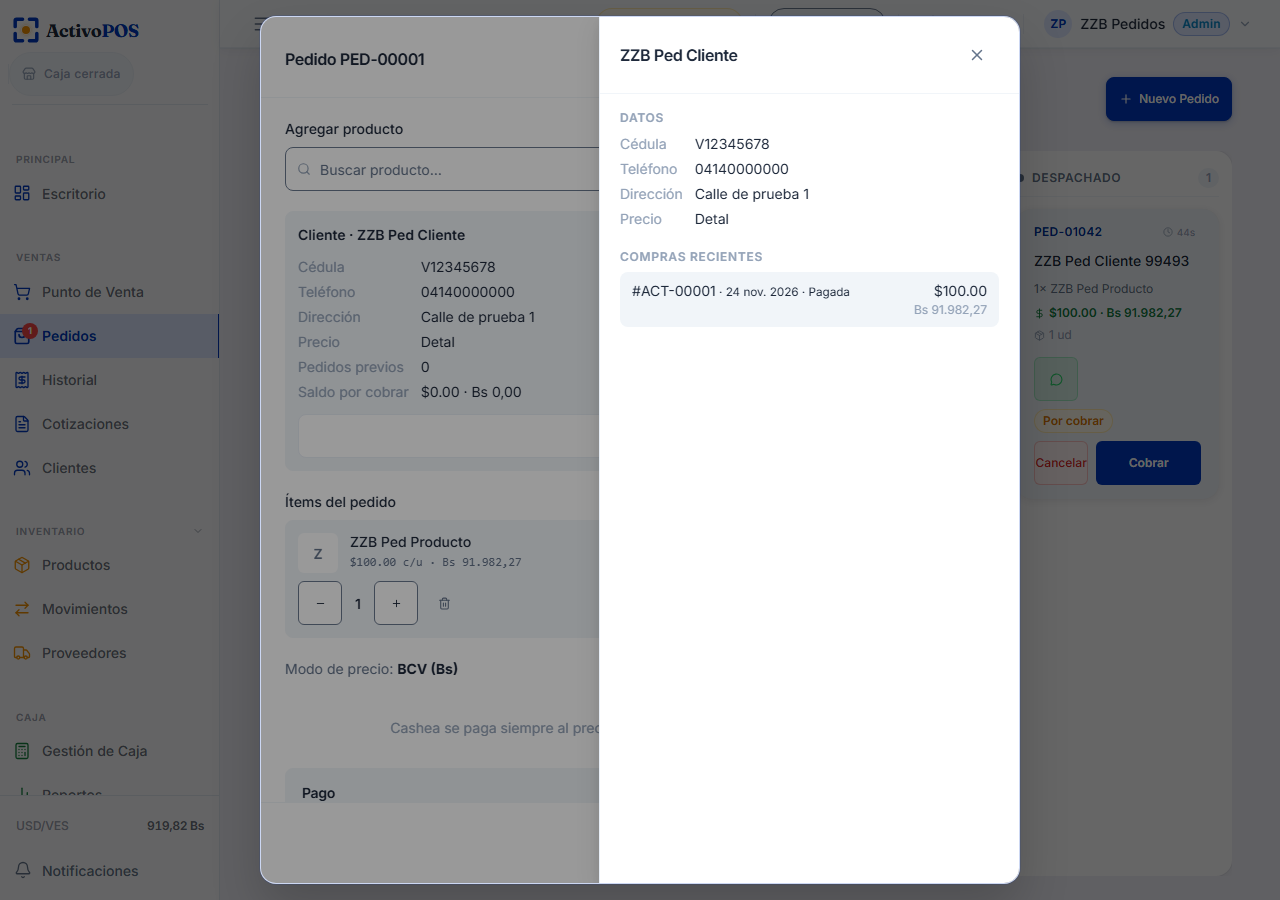 ActivoPOS
Caja cerrada
PRINCIPAL
Escritorio
VENTAS
Punto de Venta
1
Pedidos
Historial
Cotizaciones
Clientes
INVENTARIO
Productos
Movimientos
Proveedores
CAJA
Gestión de Caja
Reportes
USD/VES 919,82 Bs
Notificaciones
ZP ZZB Pedidos Admin
+ Nuevo Pedido
Pedido PED-00001
Agregar producto
Buscar producto...
Cliente · ZZB Ped Cliente
Cédula V12345678
Teléfono 04140000000
Dirección Calle de prueba 1
Precio Detal
Pedidos previos 0
Saldo por cobrar $0.00 · Bs 0,00
Ítems del pedido
Z
ZZB Ped Producto
$100.00 c/u · Bs 91.982,27
− 1 +
Modo de precio: BCV (Bs)
Cashea se paga siempre al prec
Pago
ZZB Ped Cliente
DATOS
Cédula V12345678
Teléfono 04140000000
Dirección Calle de prueba 1
Precio Detal
COMPRAS RECIENTES
#ACT-00001 · 24 nov. 2026 · Pagada $100.00
Bs 91.982,27
DESPACHADO 1
PED-01042 44s
ZZB Ped Cliente 99493
1× ZZB Ped Producto
$ $100.00 · Bs 91.982,27
1 ud
Por cobrar
Cancelar Cobrar